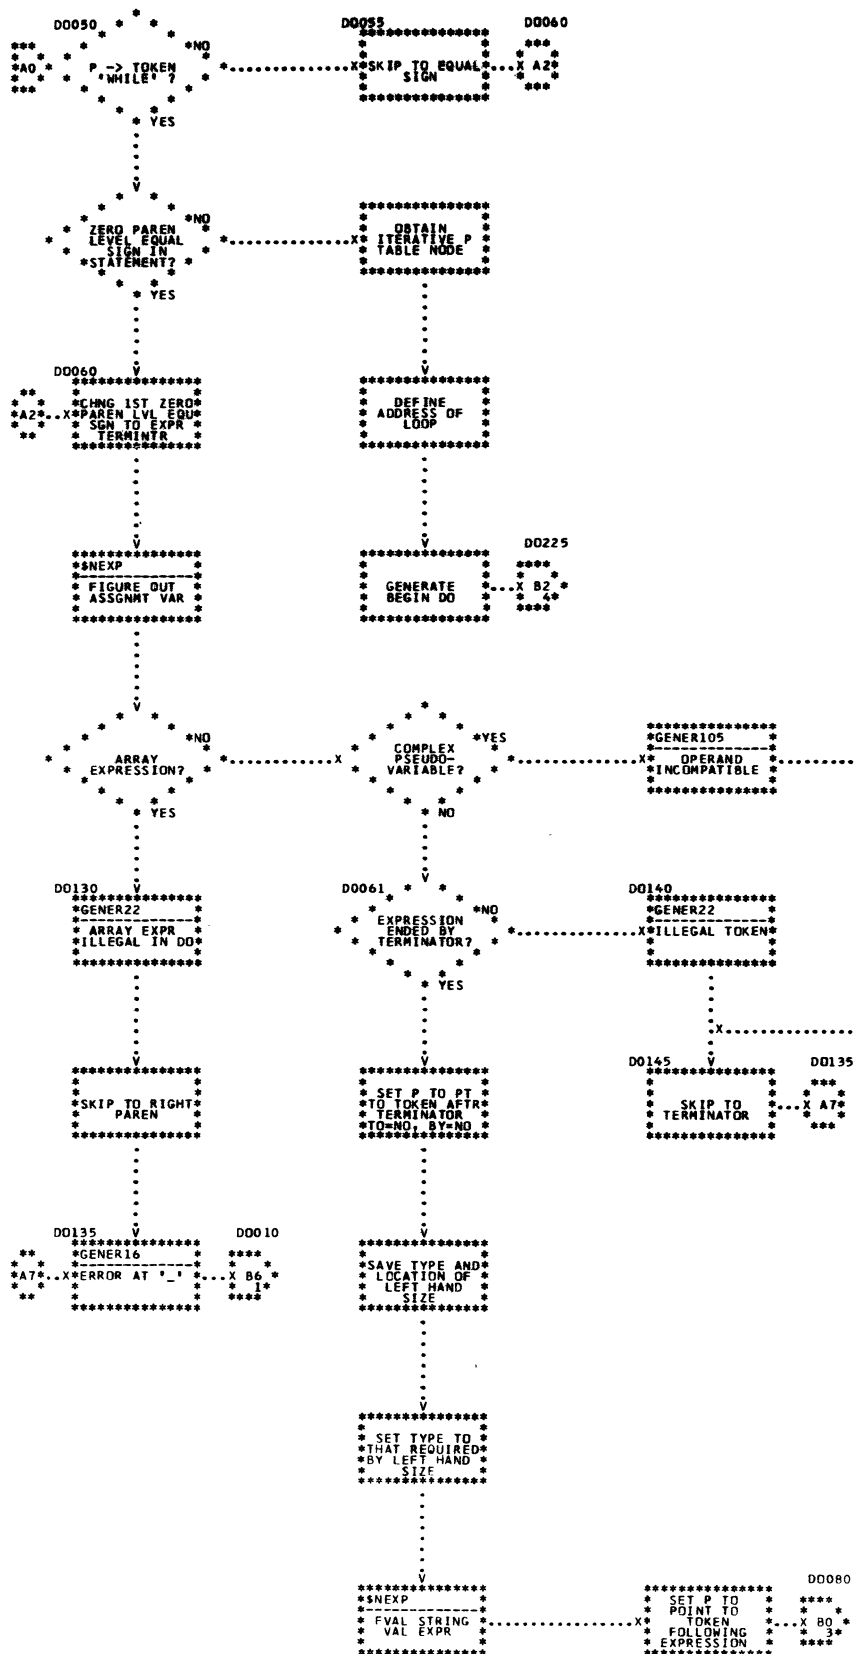 DO050 DO055 DO060
NO
A0 P -> TOKEN 'WHILE' ? SKIP TO EQUAL SIGN A2
YES
NO
ZERO PAREN
LEVEL EQUAL
SIGN IN
STATEMENT?
OBTAIN
ITERATIVE P
TABLE NODE
YES
DO060
A2
CHNG 1ST ZERO
PAREN LVL EQU
SGN TO EXPR
TERMINTR
DEFINE
ADDRESS OF
LOOP
DO225
$NEXP
FIGURE OUT
ASSGNMT VAR
GENERATE
BEGIN DO
B2
4
NO
ARRAY
EXPRESSION?
YES
COMPLEX
PSEUDO-
VARIABLE?
YES
NO
GENER105
OPERAND
INCOMPATIBLE
DO130 DO061 DO140
GENER22
ARRAY EXPR
ILLEGAL IN DO
NO
EXPRESSION
ENDED BY
TERMINATOR?
YES
GENER22
ILLEGAL TOKEN
DO145 DO135
SKIP TO RIGHT
PAREN
SET P TO PT
TO TOKEN AFTR
TERMINATOR
TO=NO, BY=NO
SKIP TO
TERMINATOR
A7
DO135 DO010
A7
GENER16
ERROR AT '_'
B6
1
SAVE TYPE AND
LOCATION OF
LEFT HAND
SIZE
SET TYPE TO
THAT REQUIRED
BY LEFT HAND
SIZE
DO080
$NEXP
EVAL STRING
VAL EXPR
SET P TO
POINT TO
TOKEN
FOLLOWING
EXPRESSION
B0
3